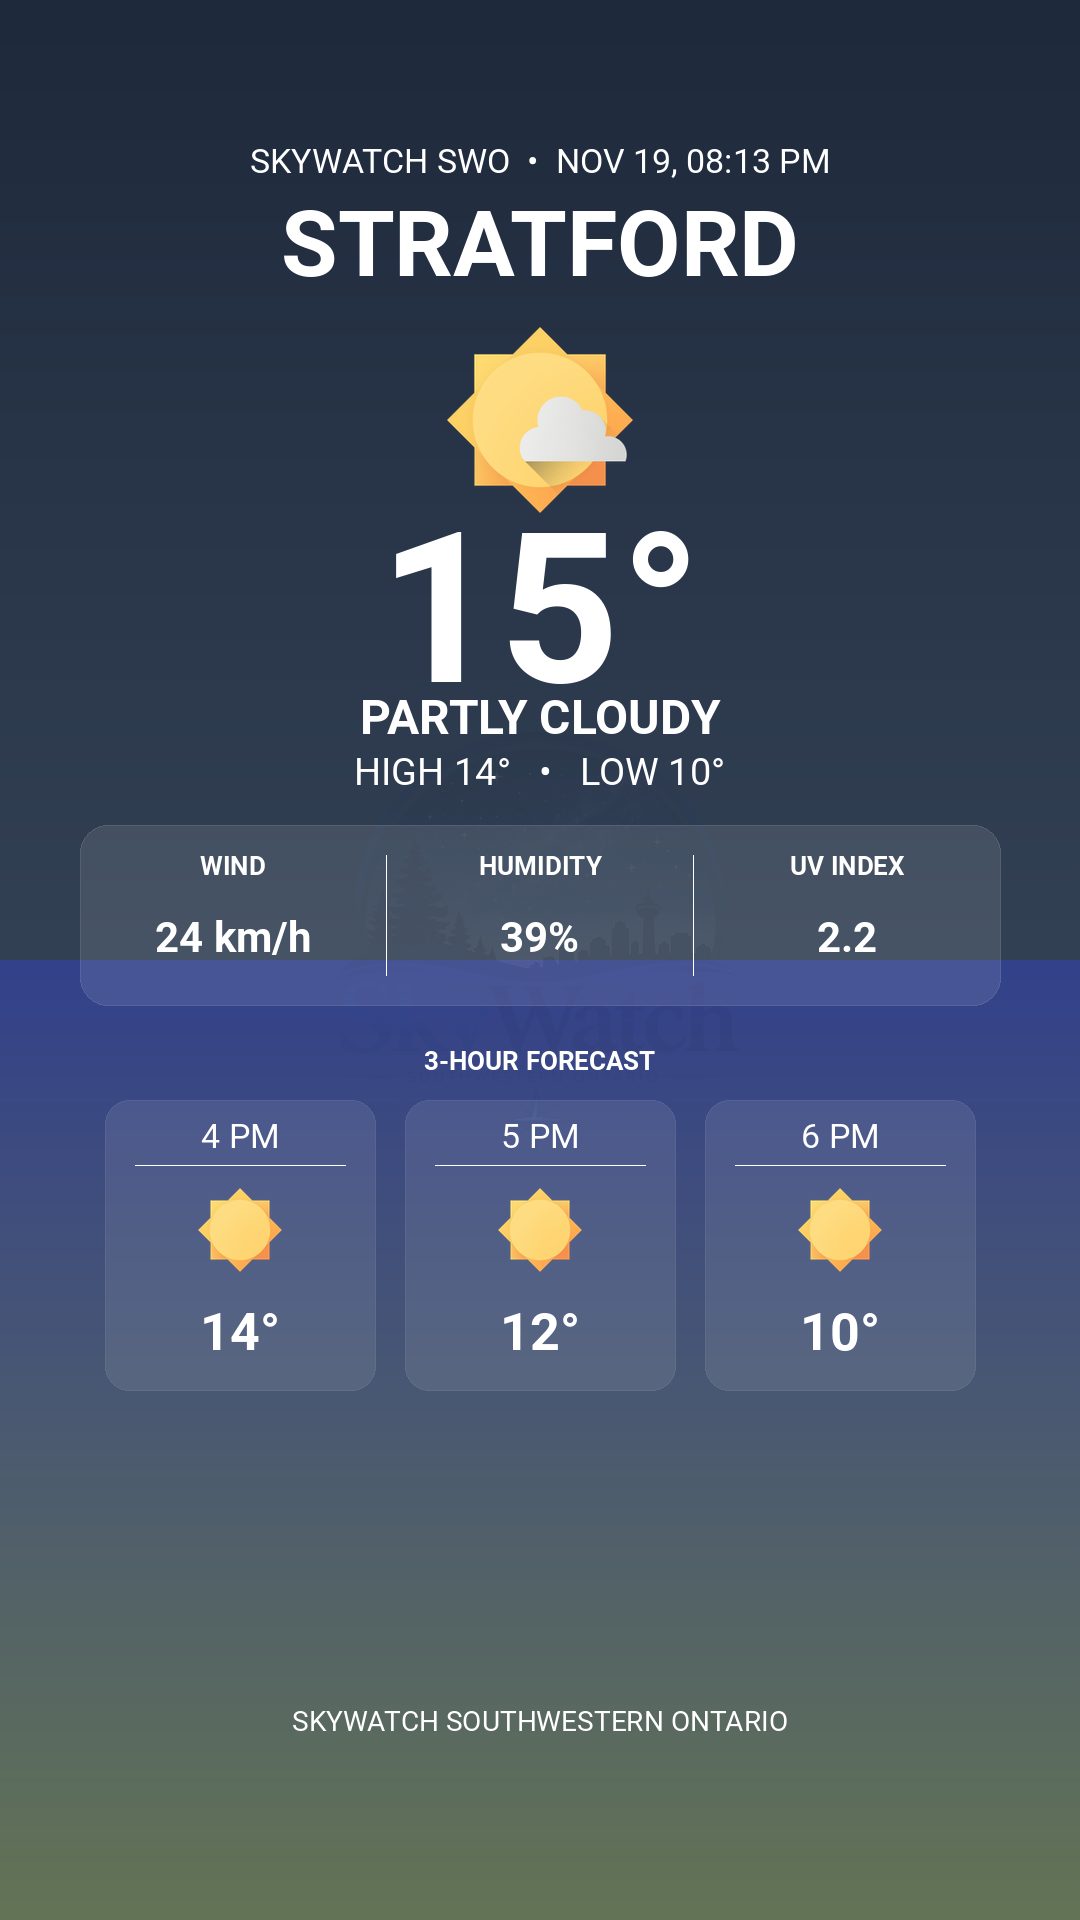 SKYWATCH SWO • NOV 19, 08:13 PM
STRATFORD
15°
PARTLY CLOUDY
HIGH 14° • LOW 10°
WIND HUMIDITY UV INDEX
24 km/h 39% 2.2
SkyWatch
3-HOUR FORECAST
4 PM 5 PM 6 PM
14° 12° 10°
SKYWATCH SOUTHWESTERN ONTARIO